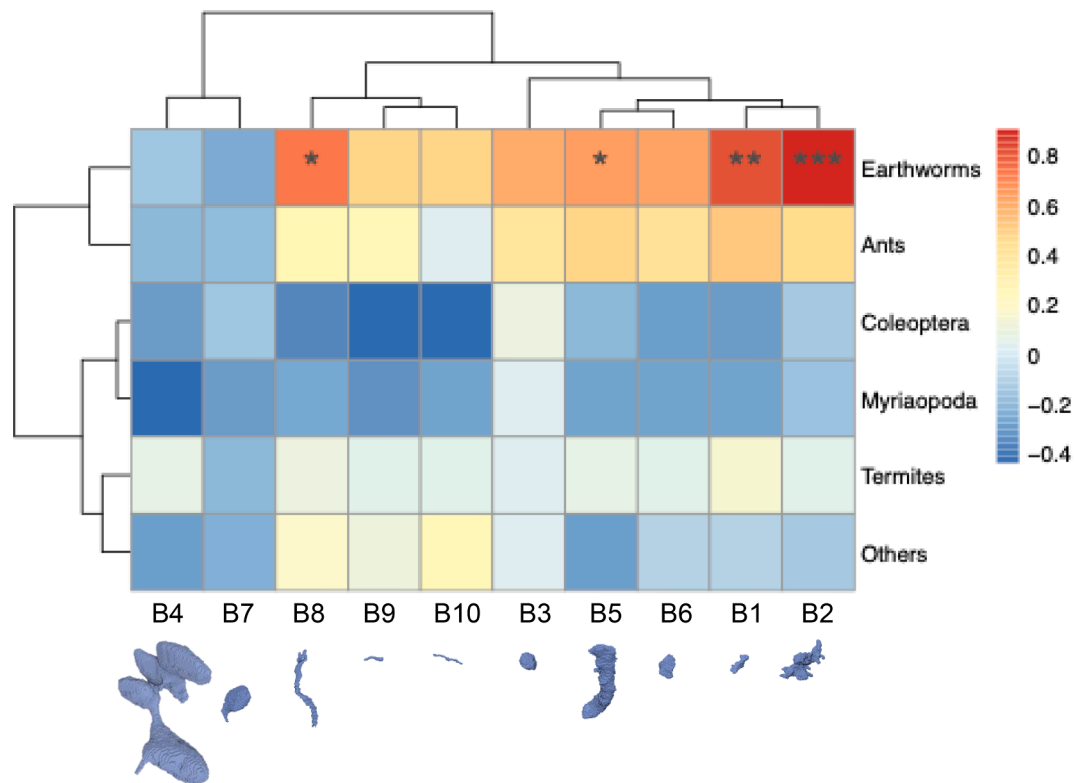 * * ** ***
Earthworms
Ants
Coleoptera
Myriaopoda
Termites
Others
0.8
0.6
0.4
0.2
0
−0.2
−0.4
B4 B7 B8 B9 B10 B3 B5 B6 B1 B2